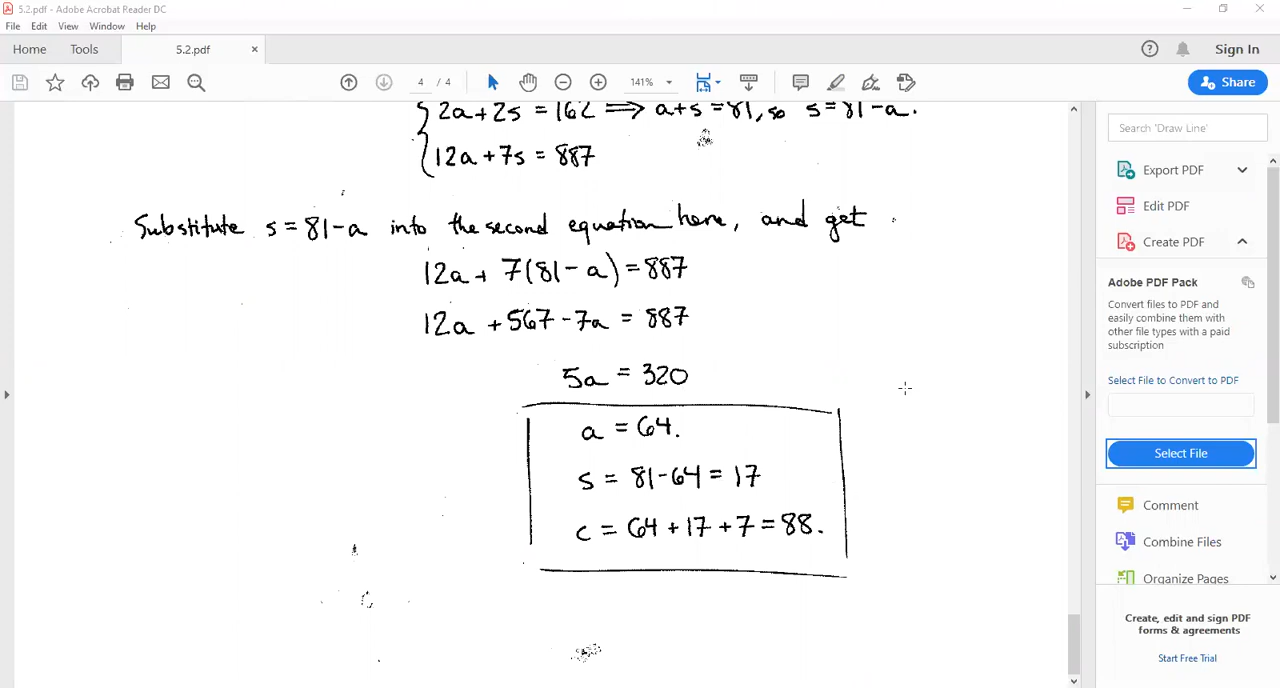 5.2.pdf - Adobe Acrobat Reader DC
File Edit View Window Help
Home Tools 5.2.pdf × Sign In
4 / 4 141% Share
2a+2s = 162 ⟹ a+s = 81, so s=81-a.
12a+7s = 887
Substitute s=81-a into the second equation here, and get
12a + 7(81-a) = 887
12a + 567 - 7a = 887
5a = 320
a = 64.
s = 81-64 = 17
c = 64+17+7 = 88.
Search "Draw Line"
Export PDF
Edit PDF
Create PDF
Adobe PDF Pack
Convert files to PDF and
easily combine them with
other file types with a paid
subscription
Select File to Convert to PDF
Select File
Comment
Combine Files
Organize Pages
Create, edit and sign PDF
forms & agreements
Start Free Trial